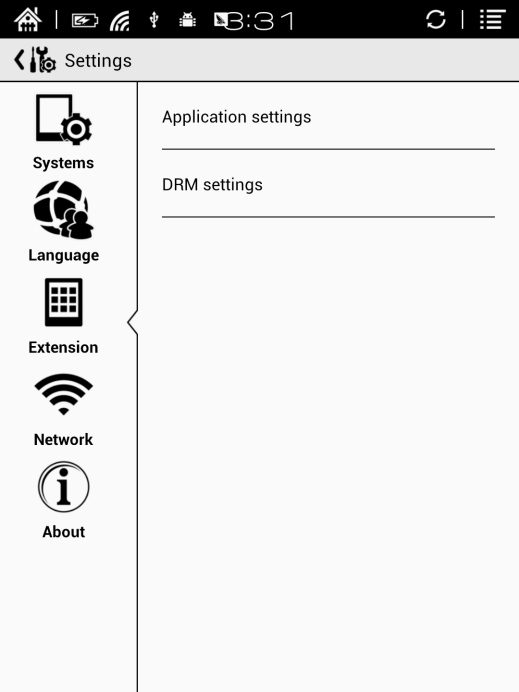 3:31
Settings
Systems
Language
Extension
Network
About
Application settings
DRM settings